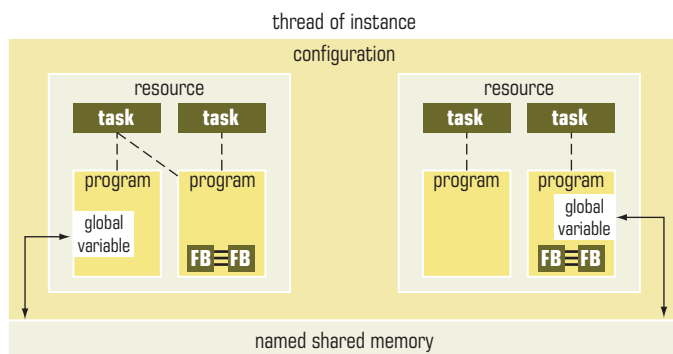 thread of instance
configuration
resource
resource
task
task
task
task
program
program
program
program
global
variable
global
variable
FB
FB
FB
FB
named shared memory